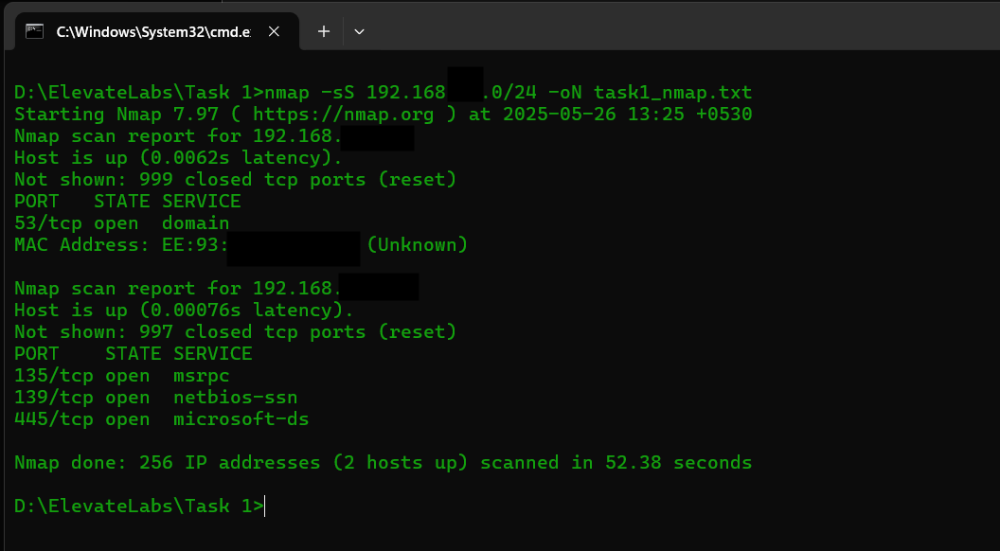 C:\Windows\System32\cmd.e
D:\ElevateLabs\Task 1>nmap -sS 192.168 .0/24 -oN task1_nmap.txt
Starting Nmap 7.97 ( https://nmap.org ) at 2025-05-26 13:25 +0530
Nmap scan report for 192.168.
Host is up (0.0062s latency).
Not shown: 999 closed tcp ports (reset)
PORT   STATE SERVICE
53/tcp open  domain
MAC Address: EE:93: (Unknown)
Nmap scan report for 192.168.
Host is up (0.00076s latency).
Not shown: 997 closed tcp ports (reset)
PORT    STATE SERVICE
135/tcp open  msrpc
139/tcp open  netbios-ssn
445/tcp open  microsoft-ds
Nmap done: 256 IP addresses (2 hosts up) scanned in 52.38 seconds
D:\ElevateLabs\Task 1>